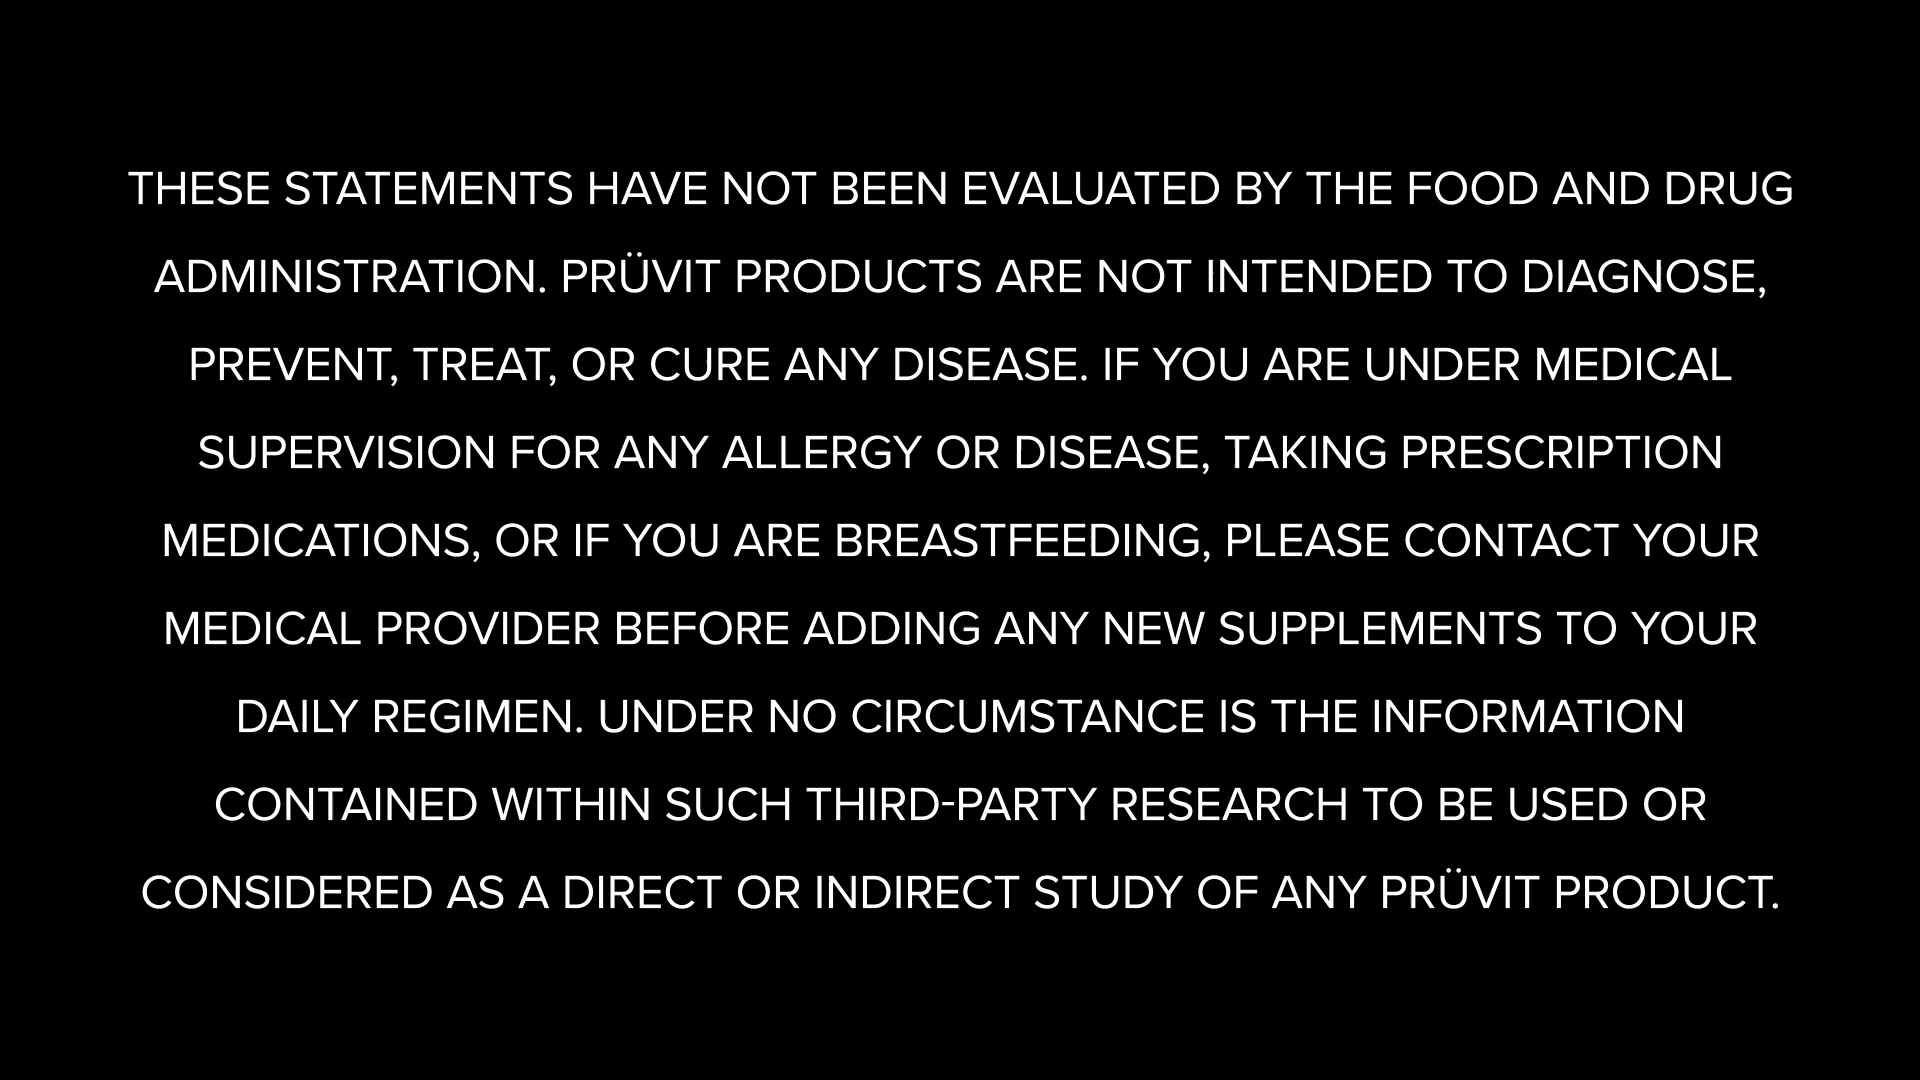 THESE STATEMENTS HAVE NOT BEEN EVALUATED BY THE FOOD AND DRUG
ADMINISTRATION. PRÜVIT PRODUCTS ARE NOT INTENDED TO DIAGNOSE,
PREVENT, TREAT, OR CURE ANY DISEASE. IF YOU ARE UNDER MEDICAL
SUPERVISION FOR ANY ALLERGY OR DISEASE, TAKING PRESCRIPTION
MEDICATIONS, OR IF YOU ARE BREASTFEEDING, PLEASE CONTACT YOUR
MEDICAL PROVIDER BEFORE ADDING ANY NEW SUPPLEMENTS TO YOUR
DAILY REGIMEN. UNDER NO CIRCUMSTANCE IS THE INFORMATION
CONTAINED WITHIN SUCH THIRD-PARTY RESEARCH TO BE USED OR
CONSIDERED AS A DIRECT OR INDIRECT STUDY OF ANY PRÜVIT PRODUCT.